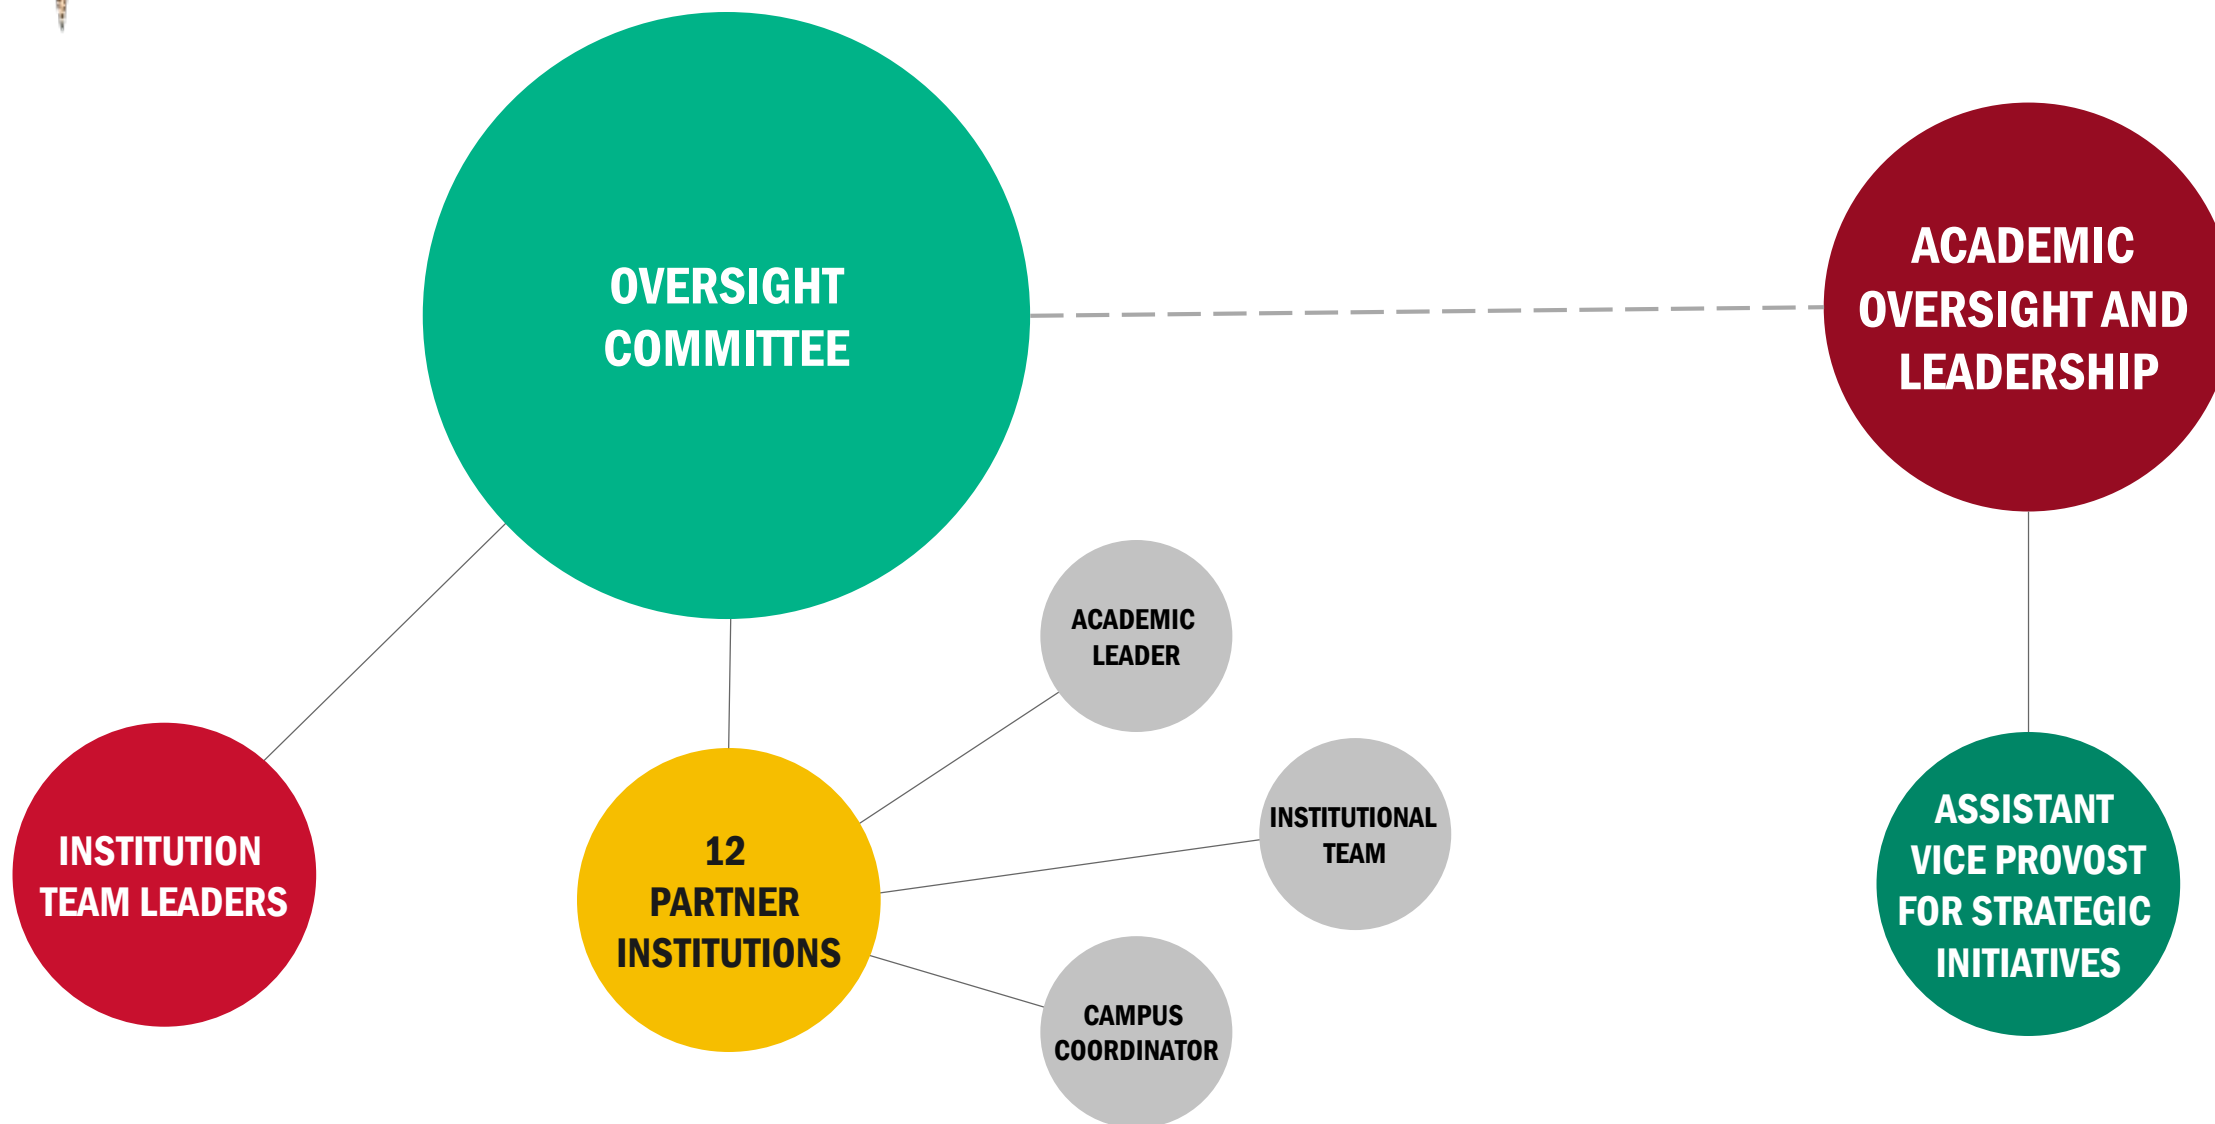 OVERSIGHT
COMMITTEE
ACADEMIC
OVERSIGHT AND
LEADERSHIP
ACADEMIC
LEADER
INSTITUTIONAL
TEAM
INSTITUTION
TEAM LEADERS
12
PARTNER
INSTITUTIONS
ASSISTANT
VICE PROVOST
FOR STRATEGIC
INITIATIVES
CAMPUS
COORDINATOR